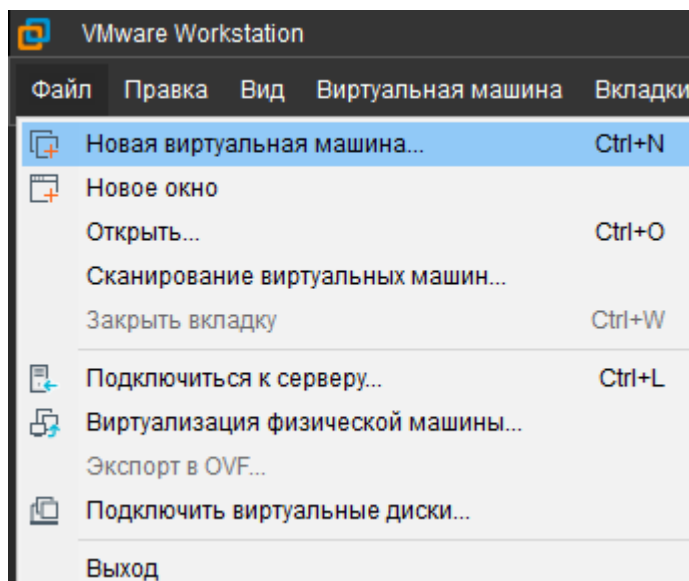 VMware Workstation
Файл Правка Вид Виртуальная машина Вкладки
Новая виртуальная машина... Ctrl+N
Новое окно
Открыть... Ctrl+O
Сканирование виртуальных машин...
Закрыть вкладку Ctrl+W
Подключиться к серверу... Ctrl+L
Виртуализация физической машины...
Экспорт в OVF...
Подключить виртуальные диски...
Выход